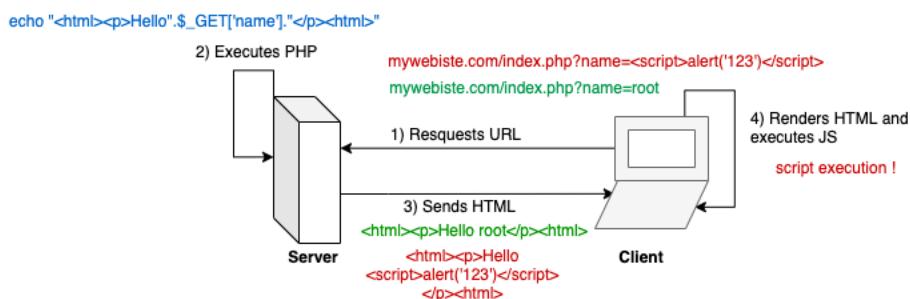 echo "<html><p>Hello".$_GET['name']."</p><html>"
2) Executes PHP
mywebiste.com/index.php?name=<script>alert('123')</script>
mywebiste.com/index.php?name=root
1) Resquests URL
4) Renders HTML and
executes JS
script execution !
3) Sends HTML
<html><p>Hello root</p><html>
Server
<html><p>Hello
<script>alert('123')</script>
</p><html>
Client